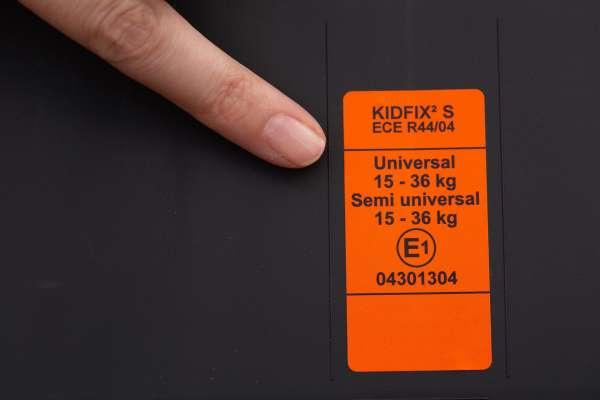 KIDFIX² S
ECE R44/04
Universal
15 - 36 kg
Semi universal
15 - 36 kg
E1
04301304